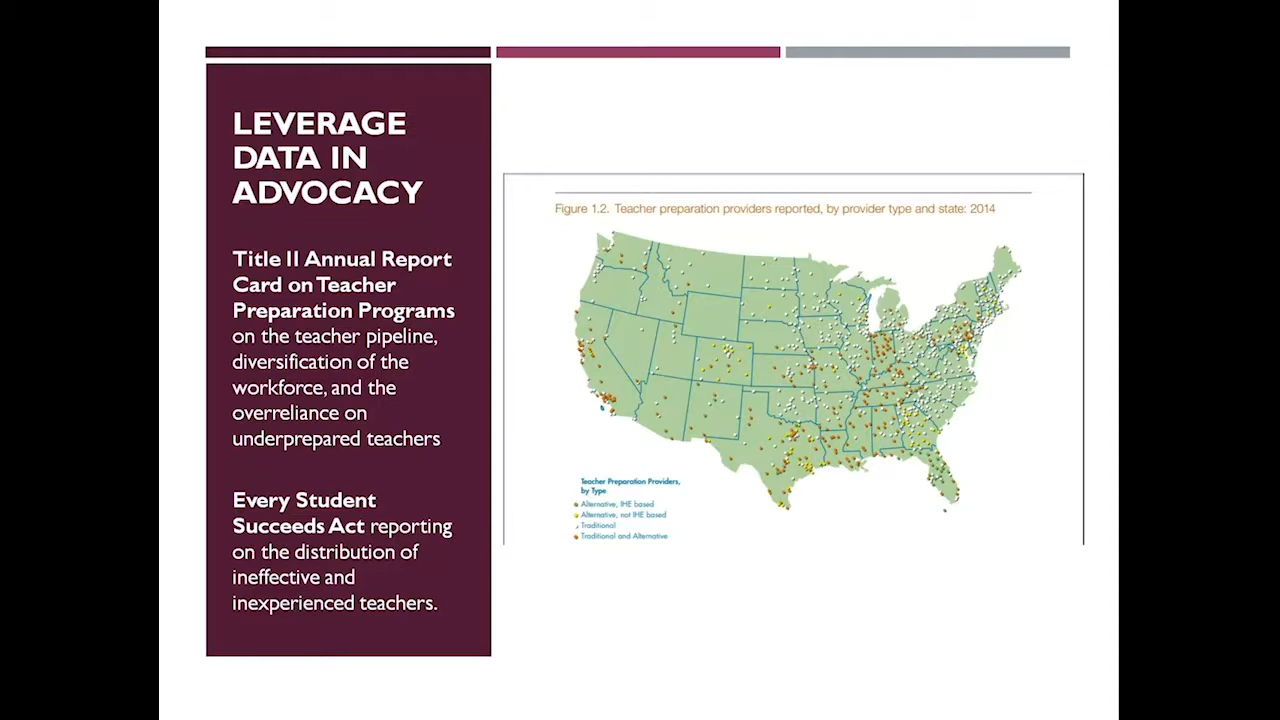 LEVERAGE
DATA IN
ADVOCACY
Title II Annual Report
Card on Teacher
Preparation Programs
on the teacher pipeline,
diversification of the
workforce, and the
overreliance on
underprepared teachers
Every Student
Succeeds Act reporting
on the distribution of
ineffective and
inexperienced teachers.
Figure 1.2. Teacher preparation providers reported, by provider type and state: 2014
Teacher Preparation Providers,
by Type
Alternative, IHE based
Alternative, not IHE based
Traditional
Traditional and Alternative